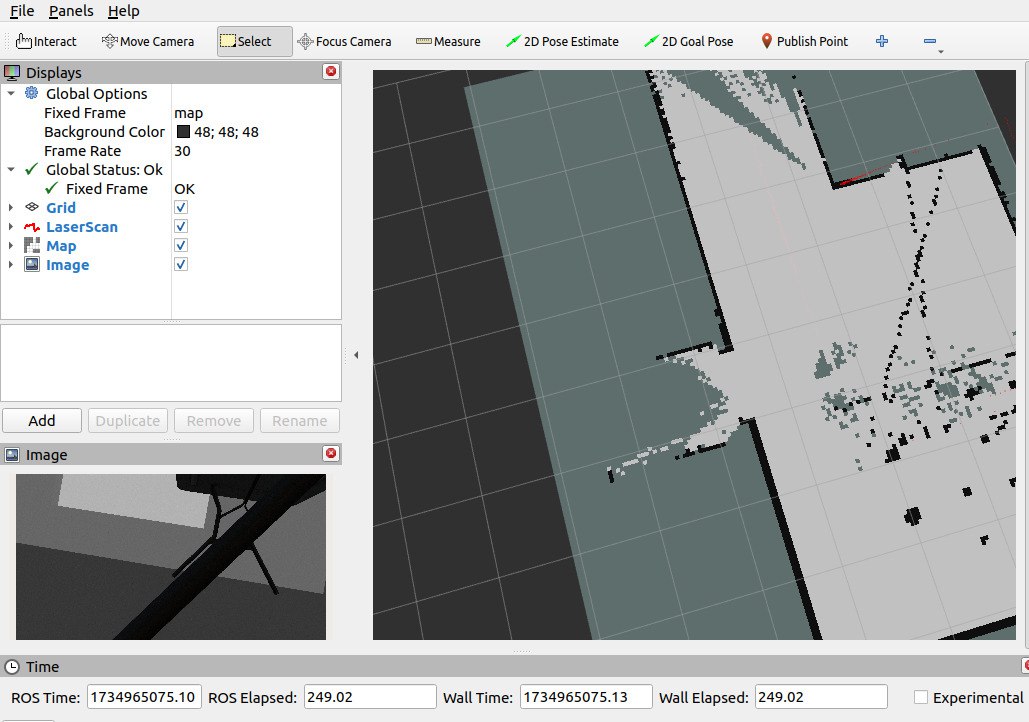 File Panels Help
Interact Move Camera Select Focus Camera Measure 2D Pose Estimate 2D Goal Pose Publish Point
Displays
Global Options
Fixed Frame map
Background Color 48; 48; 48
Frame Rate 30
Global Status: Ok
Fixed Frame OK
Grid
LaserScan
Map
Image
Add Duplicate Remove Rename
Image
Time
ROS Time: 1734965075.10 ROS Elapsed: 249.02 Wall Time: 1734965075.13 Wall Elapsed: 249.02 Experimental